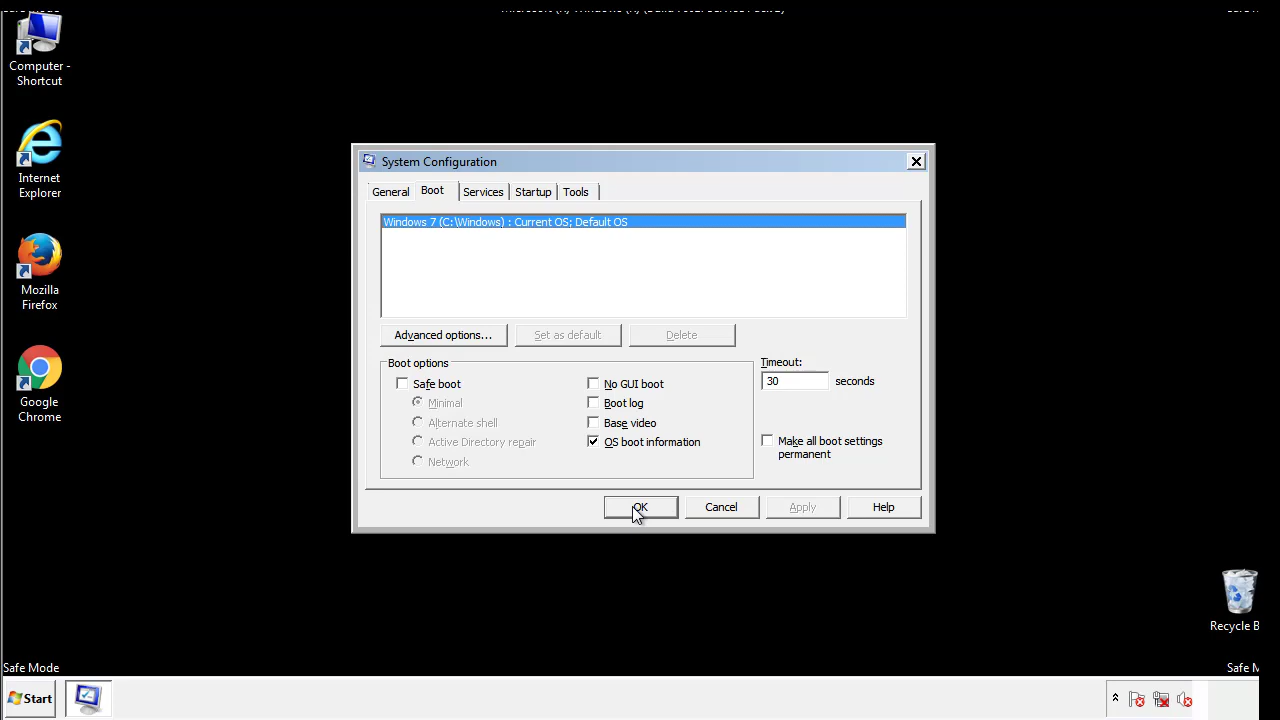 Computer -
Shortcut
Internet
Explorer
Mozilla
Firefox
Google
Chrome
System Configuration
General
Boot
Services
Startup
Tools
Windows 7 (C:\Windows) : Current OS; Default OS
Advanced options...
Set as default
Delete
Boot options
Safe boot
Minimal
Alternate shell
Active Directory repair
Network
No GUI boot
Boot log
Base video
OS boot information
Timeout:
30 seconds
Make all boot settings
permanent
OK
Cancel
Apply
Help
Recycle B
Safe Mode
Safe M
Start